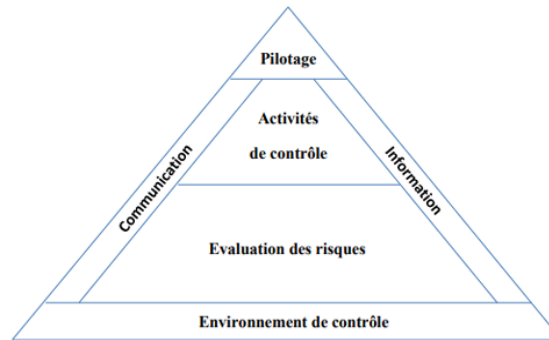 Pilotage
Activités
de contrôle
Communication
Information
Evaluation des risques
Environnement de contrôle